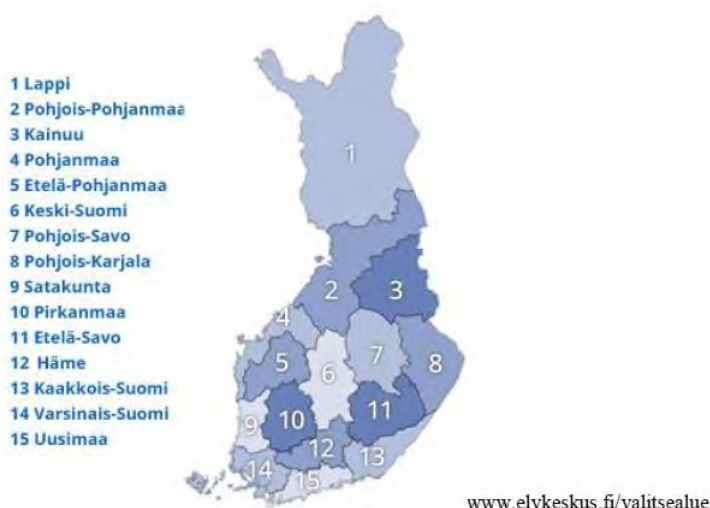 1 Lappi
2 Pohjois-Pohjanmaa
3 Kainuu
4 Pohjanmaa
5 Etelä-Pohjanmaa
6 Keski-Suomi
7 Pohjois-Savo
8 Pohjois-Karjala
9 Satakunta
10 Pirkanmaa
11 Etelä-Savo
12 Häme
13 Kaakkois-Suomi
14 Varsinais-Suomi
15 Uusimaa
1
2
3
4
5
6
7
8
9
10
11
12
13
14
15
www.elykeskus.fi/valitsealue